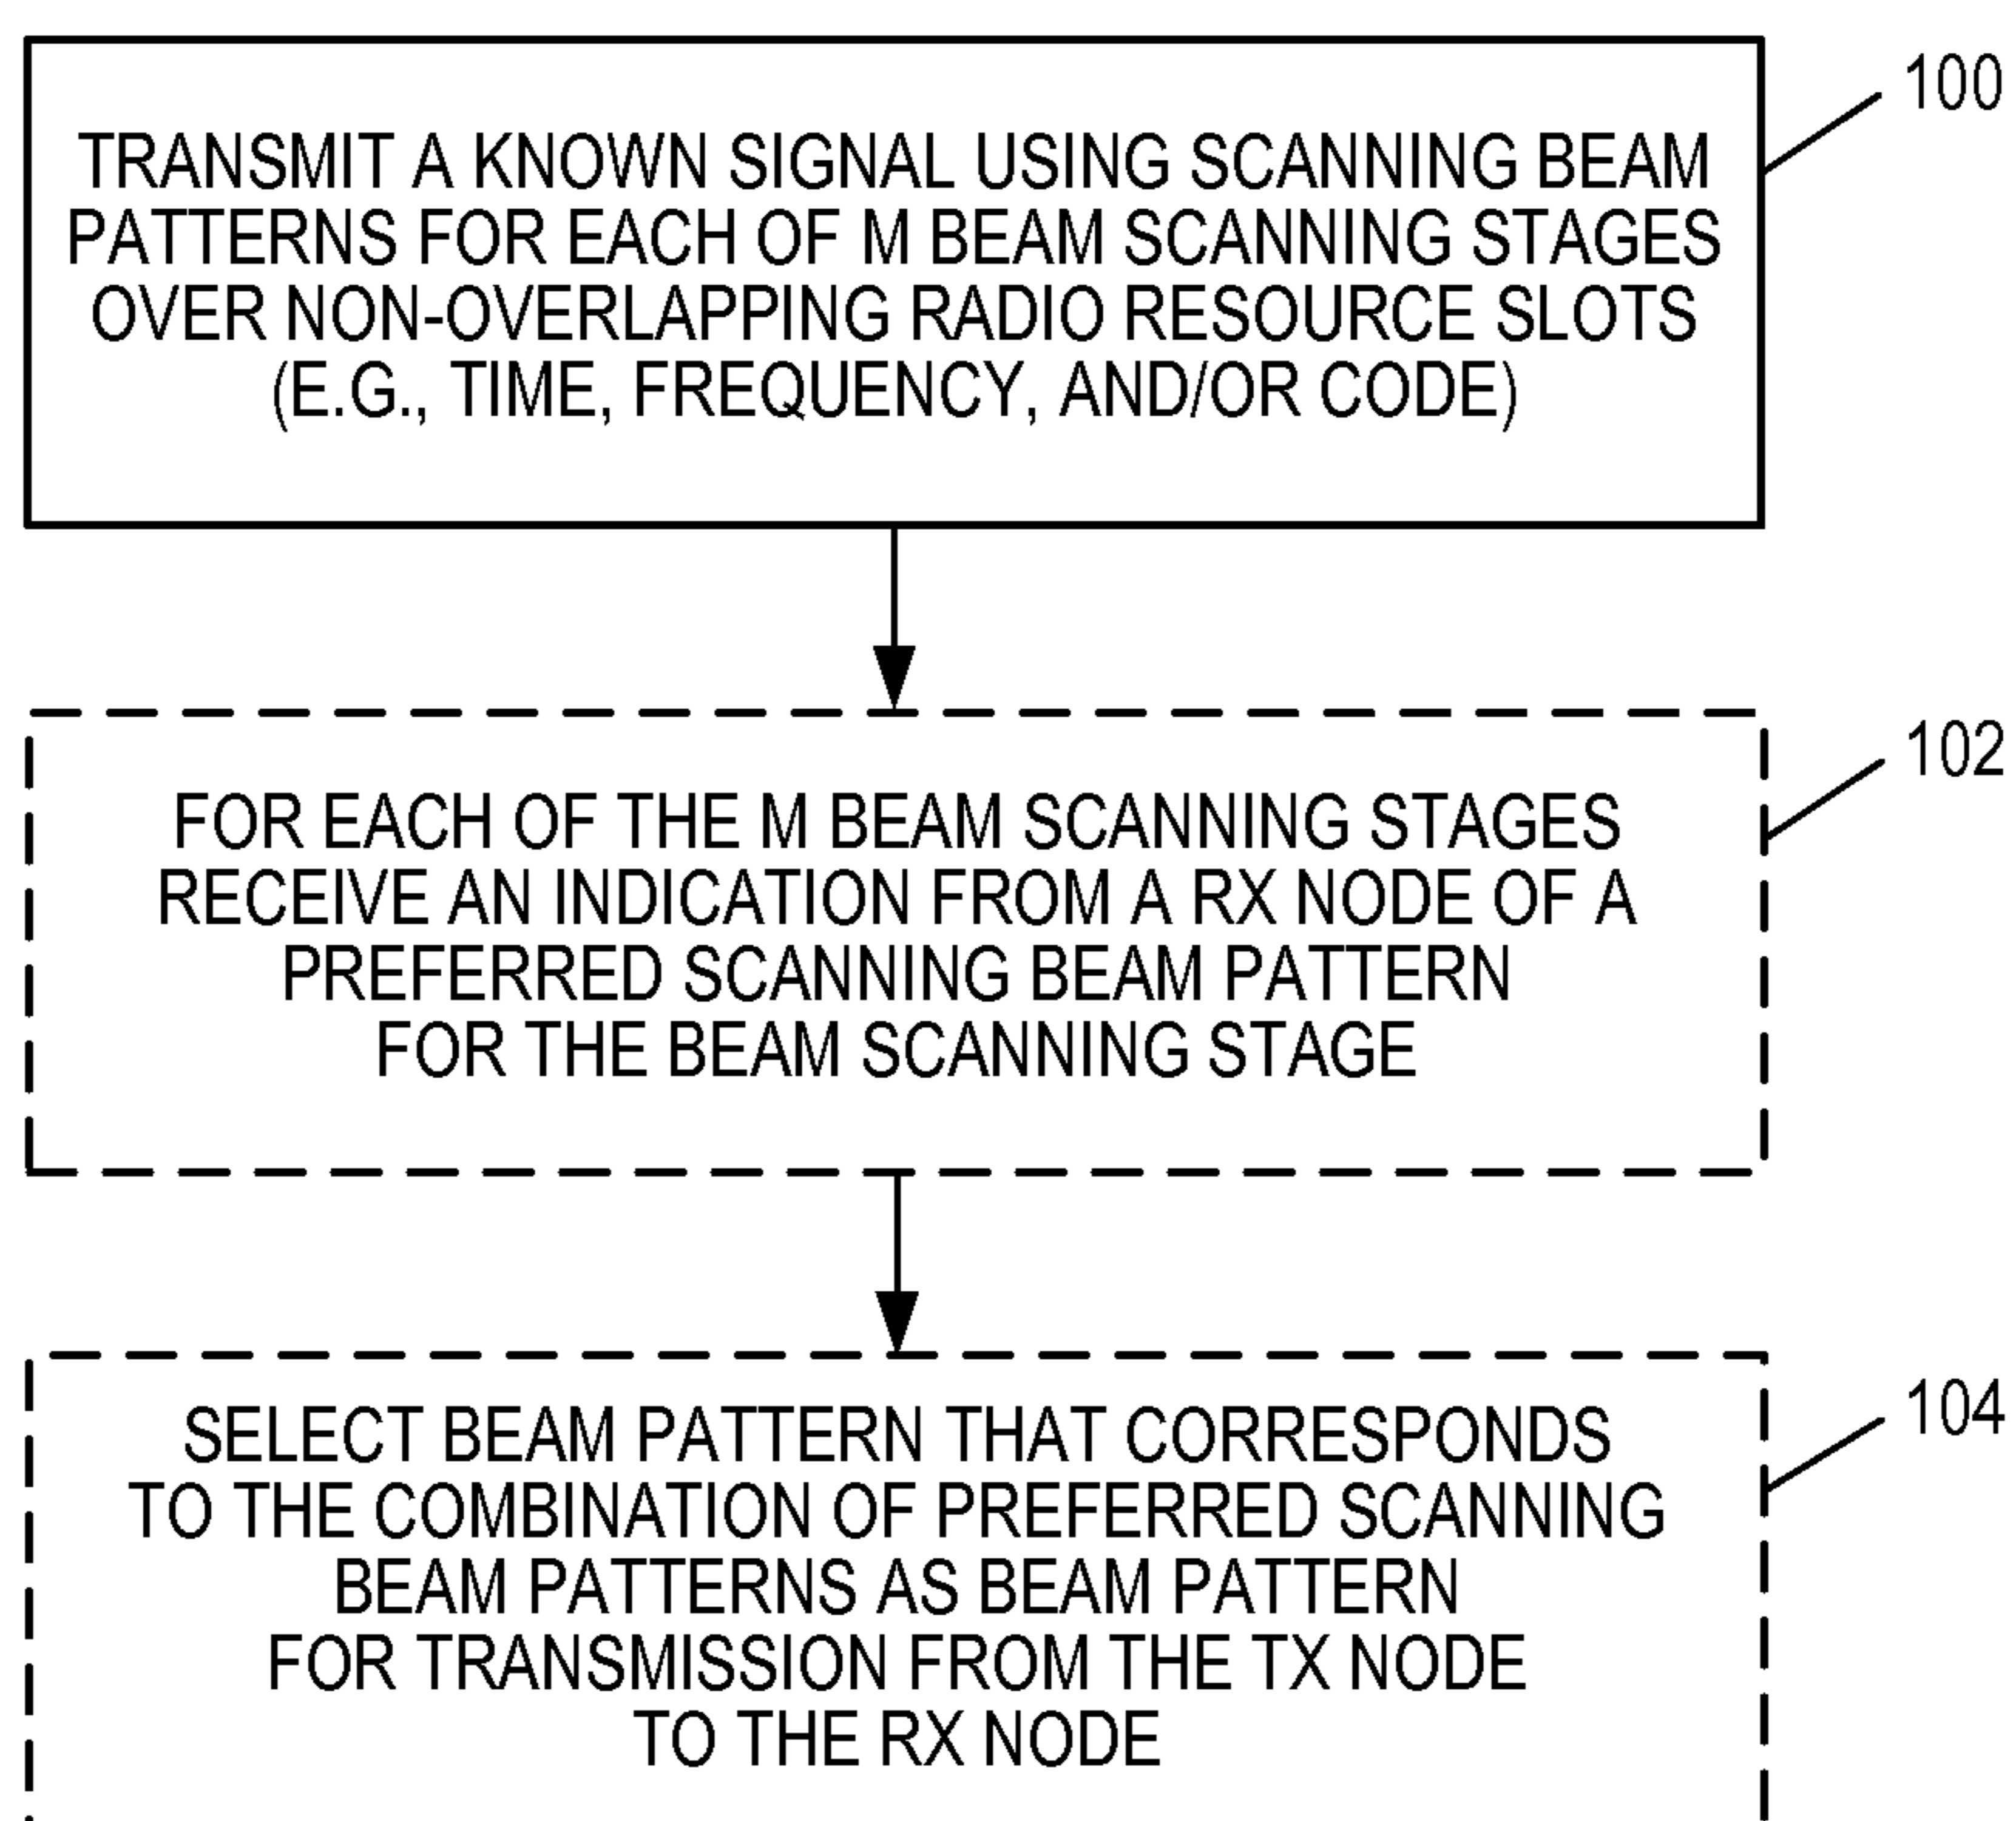 100
TRANSMIT A KNOWN SIGNAL USING SCANNING BEAM
PATTERNS FOR EACH OF M BEAM SCANNING STAGES
OVER NON-OVERLAPPING RADIO RESOURCE SLOTS
(E.G., TIME, FREQUENCY, AND/OR CODE)
102
FOR EACH OF THE M BEAM SCANNING STAGES
RECEIVE AN INDICATION FROM A RX NODE OF A
PREFERRED SCANNING BEAM PATTERN
FOR THE BEAM SCANNING STAGE
104
SELECT BEAM PATTERN THAT CORRESPONDS
TO THE COMBINATION OF PREFERRED SCANNING
BEAM PATTERNS AS BEAM PATTERN
FOR TRANSMISSION FROM THE TX NODE
TO THE RX NODE